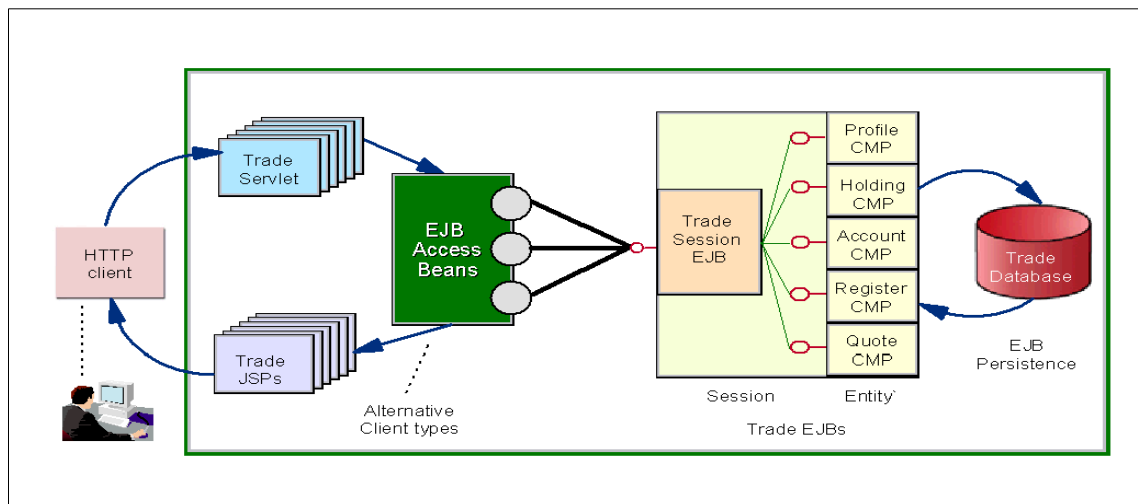 HTTP
client
Trade
Servlet
Trade
JSPs
EJB
Access
Beans
Alternative
Client types
Trade
Session
EJB
Profile
CMP
Holding
CMP
Account
CMP
Register
CMP
Quote
CMP
Session
Entity`
Trade EJBs
Trade
Database
EJB
Persistence